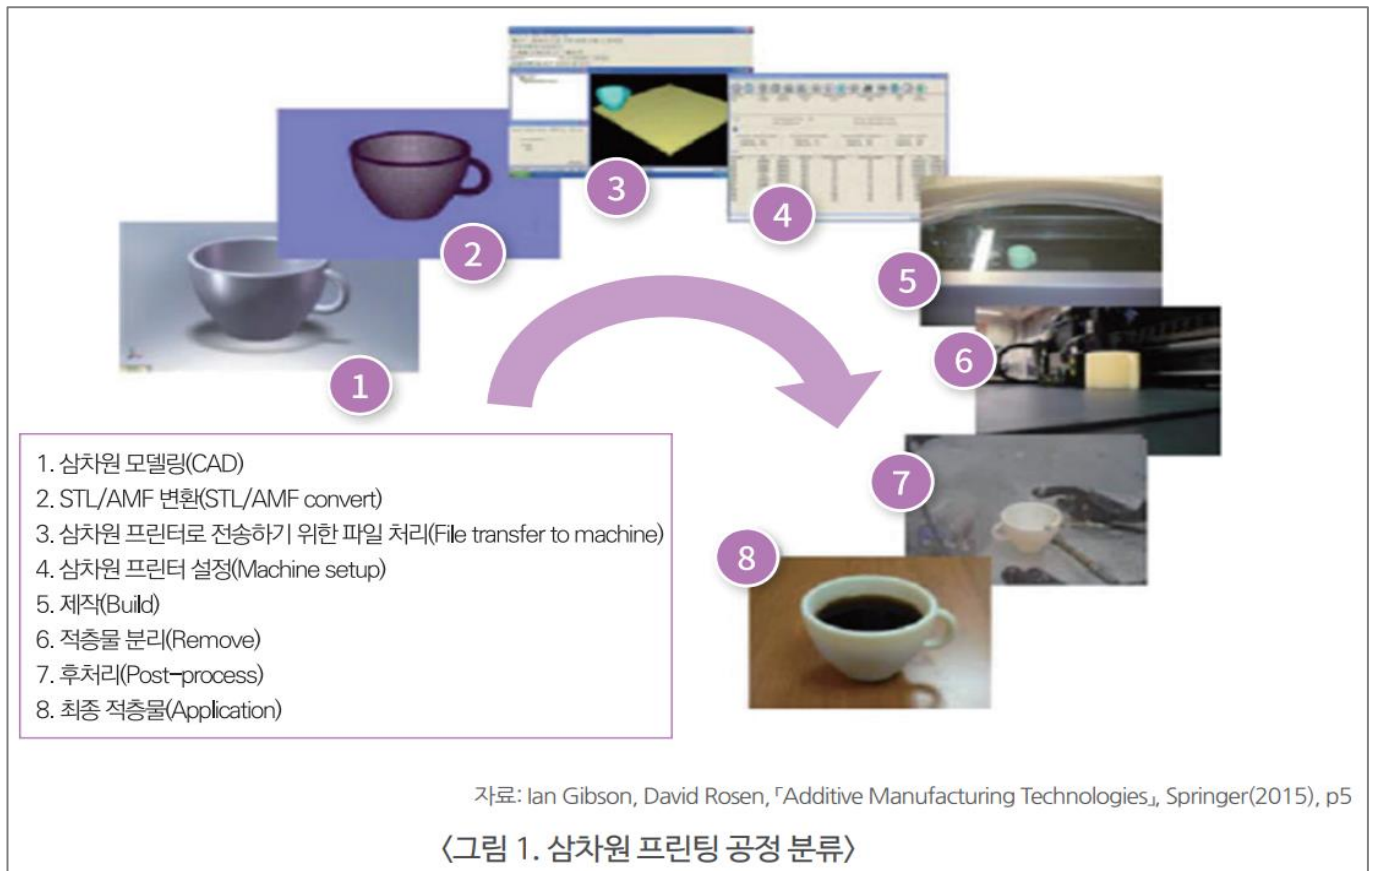 1
2
3
4
5
6
7
8
1. 삼차원 모델링(CAD)
2. STL/AMF 변환(STL/AMF convert)
3. 삼차원 프린터로 전송하기 위한 파일 처리(File transfer to machine)
4. 삼차원 프린터 설정(Machine setup)
5. 제작(Build)
6. 적층물 분리(Remove)
7. 후처리(Post-process)
8. 최종 적층물(Application)
자료: Ian Gibson, David Rosen, 「Additive Manufacturing Technologies」, Springer(2015), p5
〈그림 1. 삼차원 프린팅 공정 분류〉